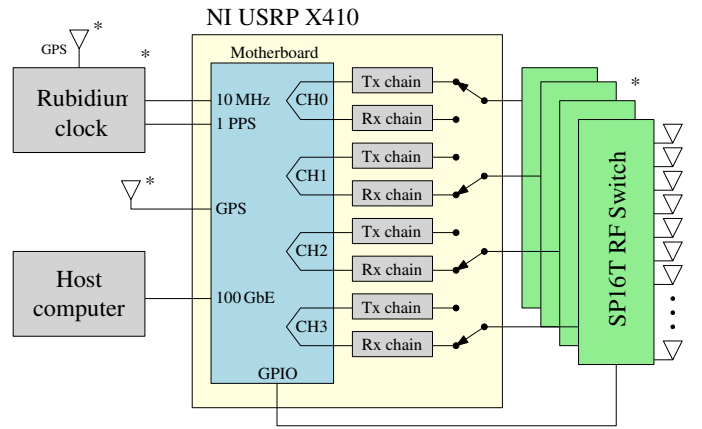 NI USRP X410
*
GPS
*
Motherboard
Rubidium
clock
10 MHz
1 PPS
CH0
Tx chain
Rx chain
*
*
GPS
CH1
Tx chain
Rx chain
CH2
Tx chain
Rx chain
Host
computer
100 GbE
CH3
Tx chain
Rx chain
GPIO
SP16T RF Switch